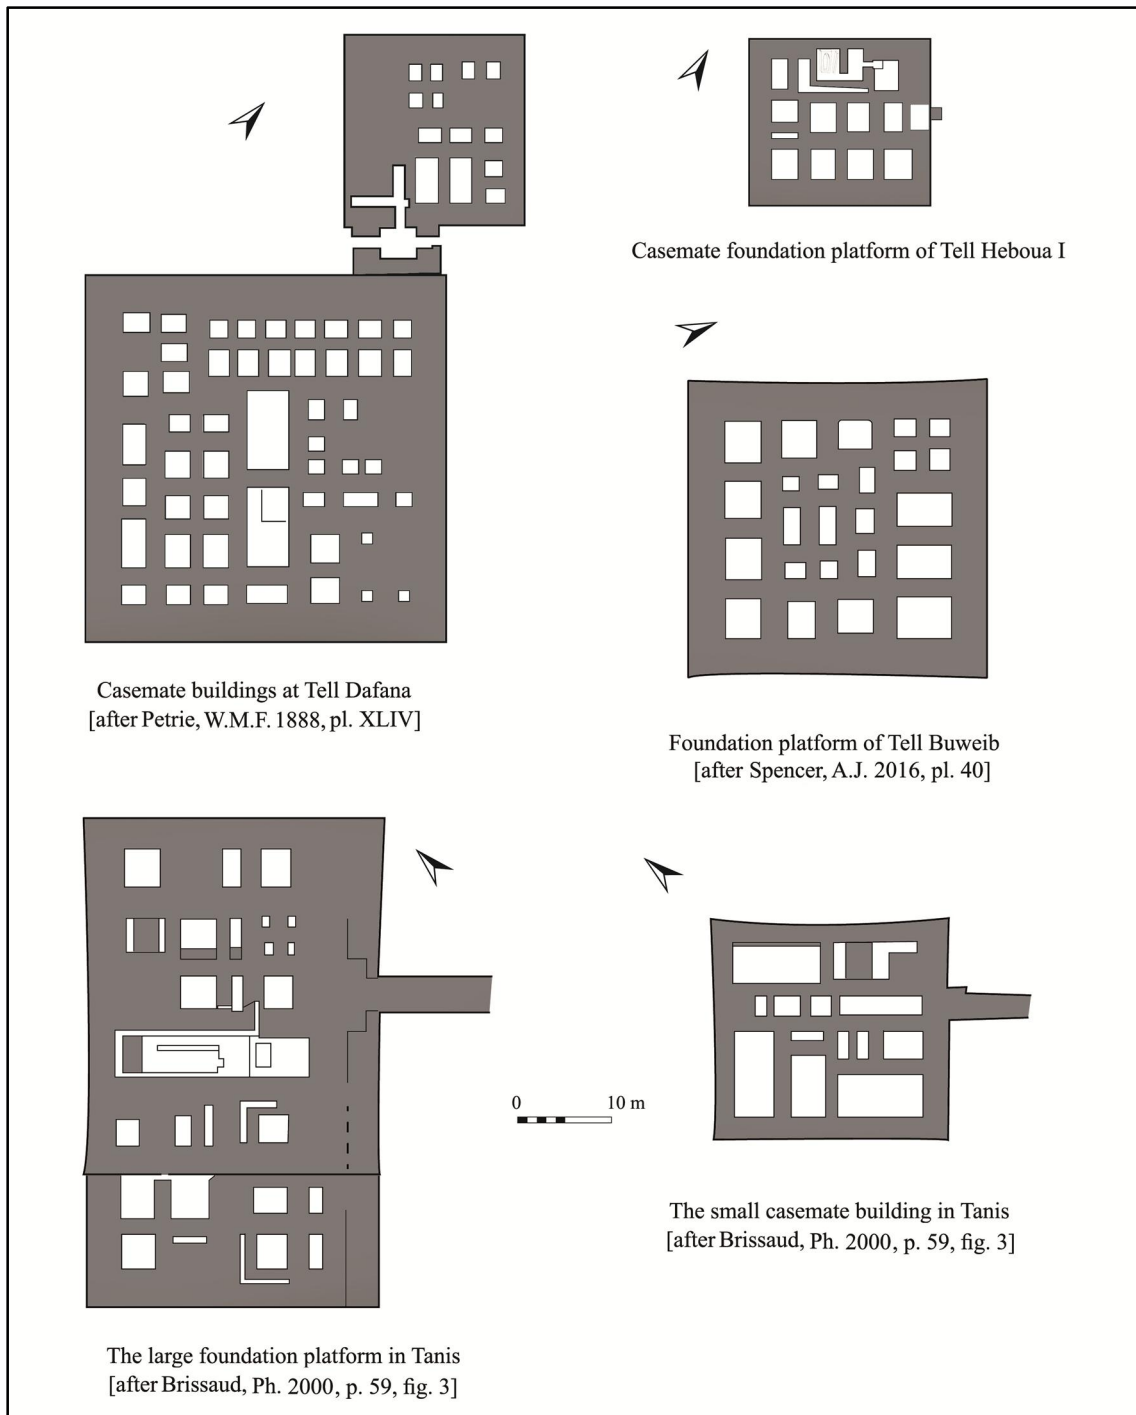 Casemate foundation platform of Tell Heboua I
Casemate buildings at Tell Dafana
[after Petrie, W.M.F. 1888, pl. XLIV]
Foundation platform of Tell Buweib
[after Spencer, A.J. 2016, pl. 40]
0 10 m
The small casemate building in Tanis
[after Brissaud, Ph. 2000, p. 59, fig. 3]
The large foundation platform in Tanis
[after Brissaud, Ph. 2000, p. 59, fig. 3]